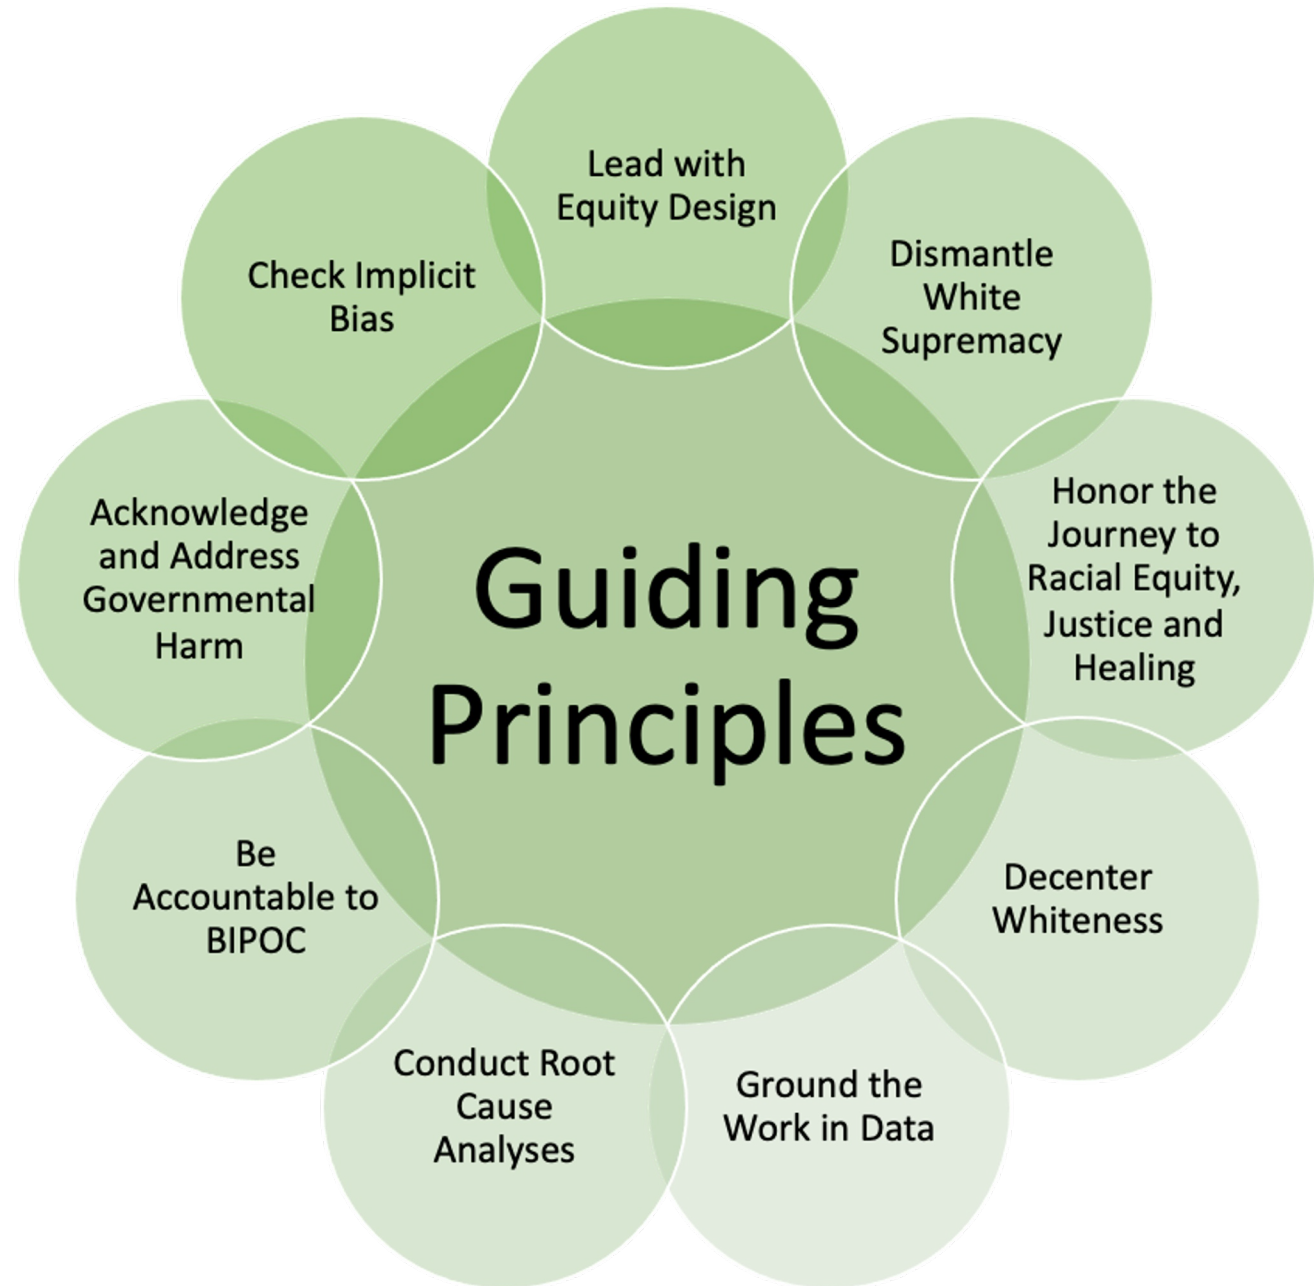 Lead with
Equity Design
Dismantle
White
Supremacy
Honor the
Journey to
Racial Equity,
Justice and
Healing
Decenter
Whiteness
Ground the
Work in Data
Conduct Root
Cause
Analyses
Be
Accountable to
BIPOC
Acknowledge
and Address
Governmental
Harm
Check Implicit
Bias
Guiding
Principles